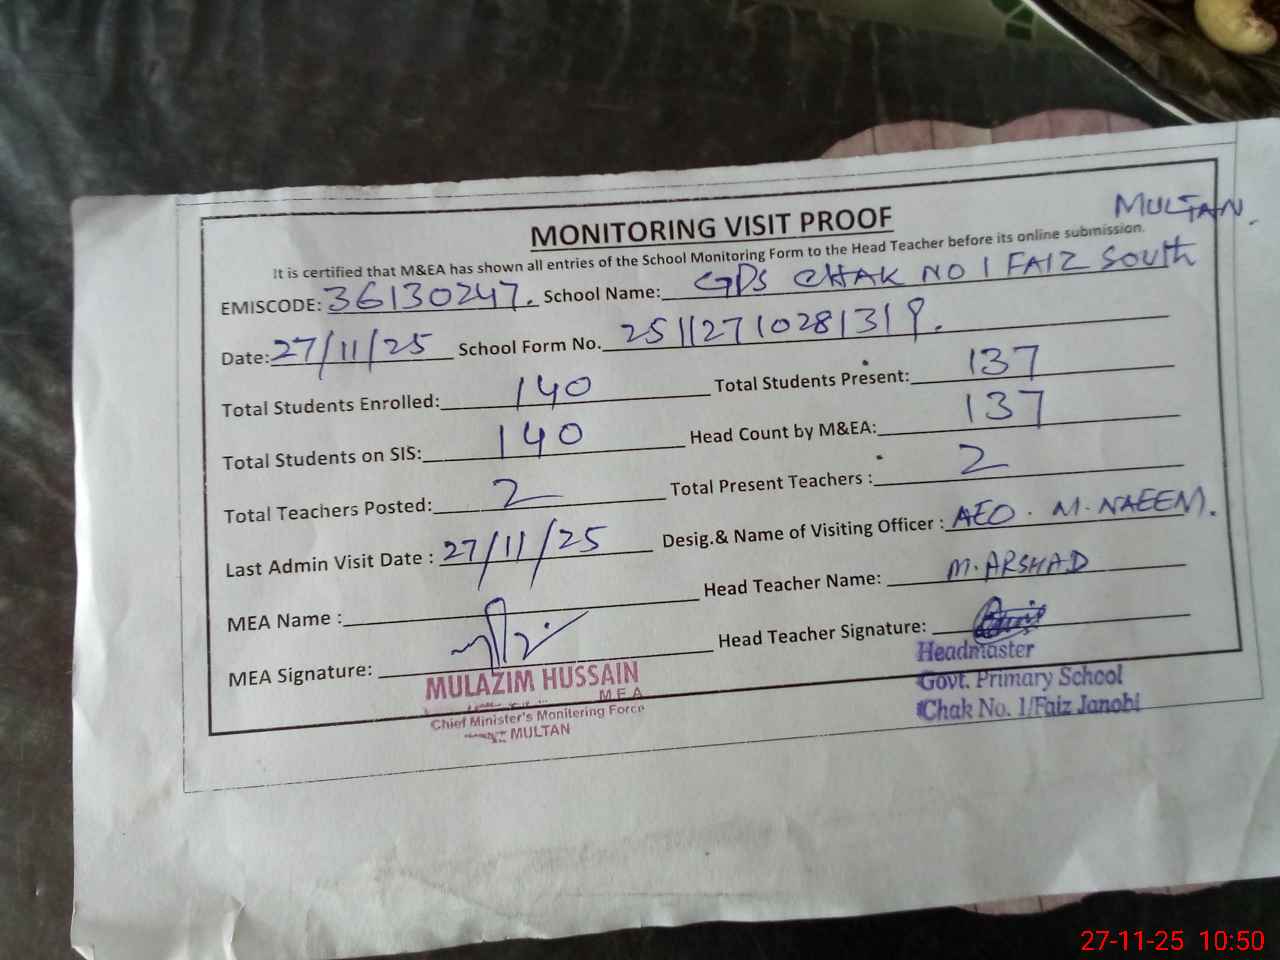 MONITORING VISIT PROOF
MULTAN.
It is certified that M&EA has shown all entries of the School Monitoring Form to the Head Teacher before its online submission.
EMISCODE: 36130247. School Name: GPS CHAK NO 1 FAIZ SOUTH
Date: 27/11/25 School Form No. 25112710281319.
Total Students Enrolled: 140 Total Students Present: 137
Total Students on SIS: 140 Head Count by M&EA: 137
Total Teachers Posted: 2 Total Present Teachers : 2
Last Admin Visit Date : 27/11/25 Desig.& Name of Visiting Officer : AEO. M. NAEEM.
MEA Name : Head Teacher Name: M. ARSHAD
MEA Signature: Head Teacher Signature:
MULAZIM HUSSAIN
MEA
Chief Minister's Monitoring Force
MULTAN
Headmaster
Govt. Primary School
Chak No. 1/Faiz Janobi
27-11-25 10:50